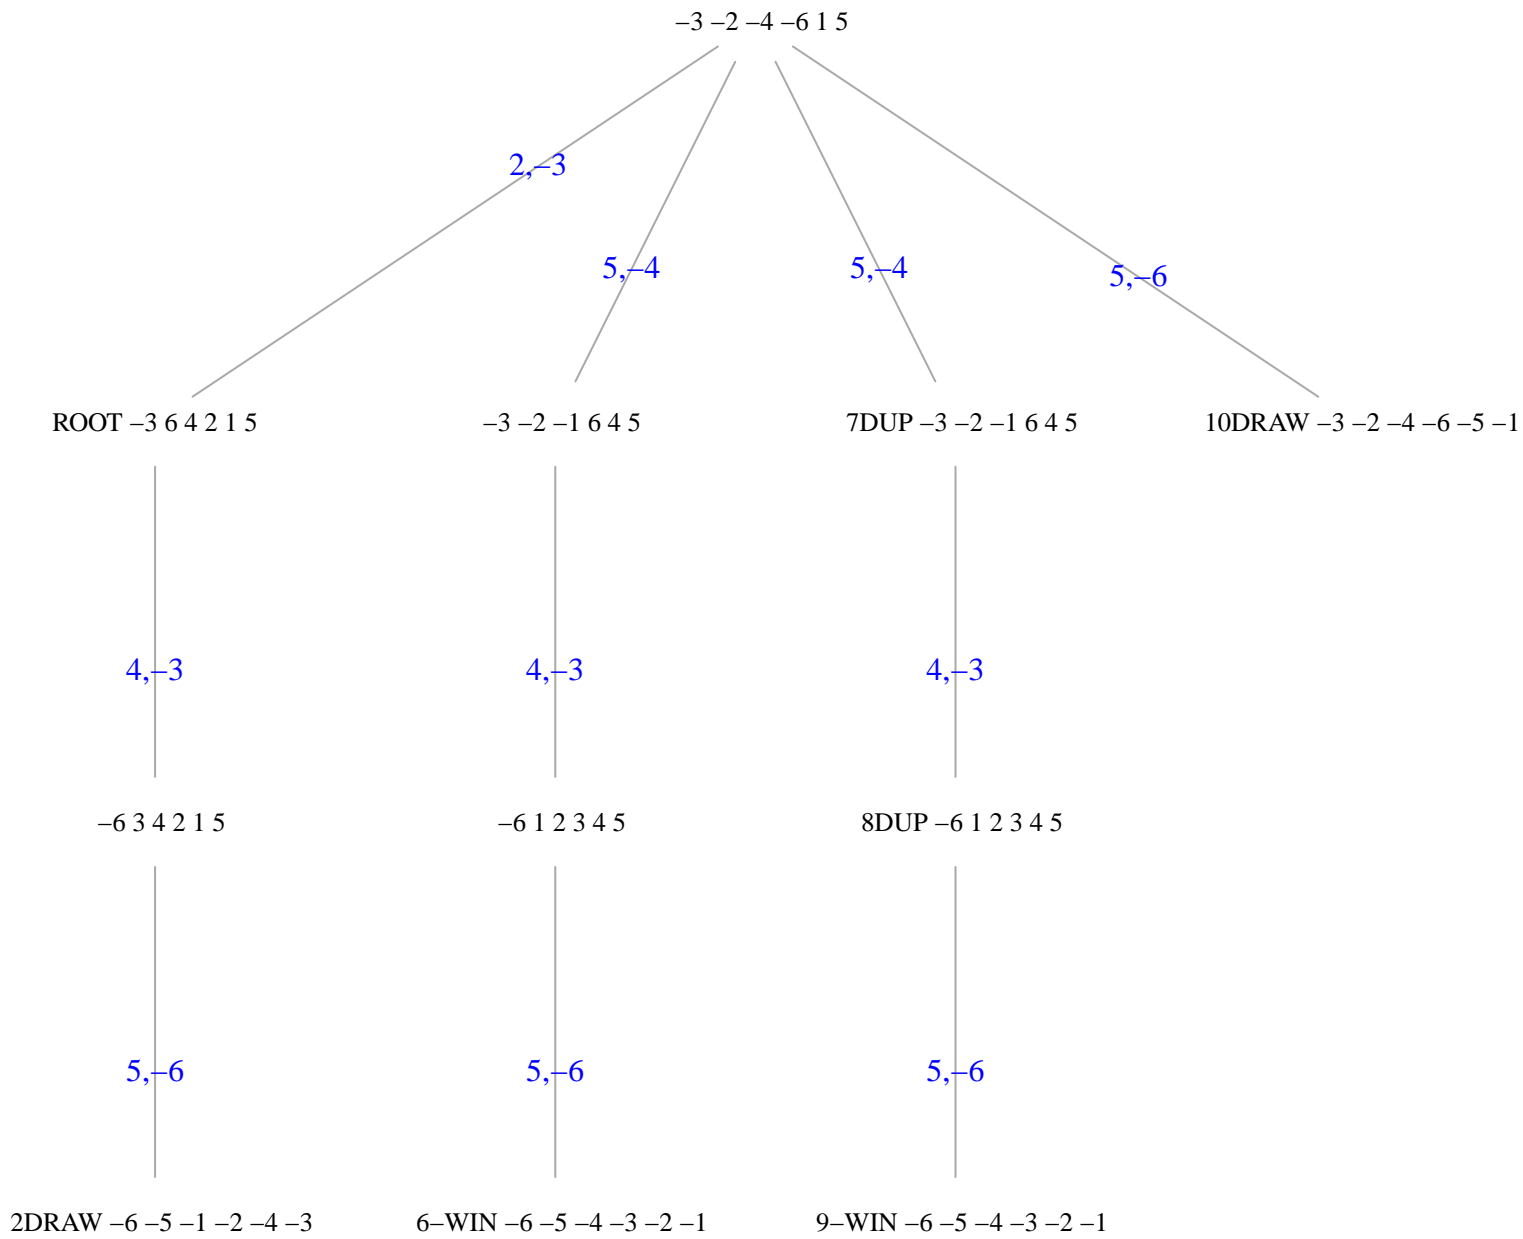 –3 –2 –4 –6 1 5
2,–3
5,–4
5,–4
5,–6
ROOT –3 6 4 2 1 5
–3 –2 –1 6 4 5
7DUP –3 –2 –1 6 4 5
10DRAW –3 –2 –4 –6 –5 –1
4,–3
4,–3
4,–3
–6 3 4 2 1 5
–6 1 2 3 4 5
8DUP –6 1 2 3 4 5
5,–6
5,–6
5,–6
2DRAW –6 –5 –1 –2 –4 –3
6–WIN –6 –5 –4 –3 –2 –1
9–WIN –6 –5 –4 –3 –2 –1